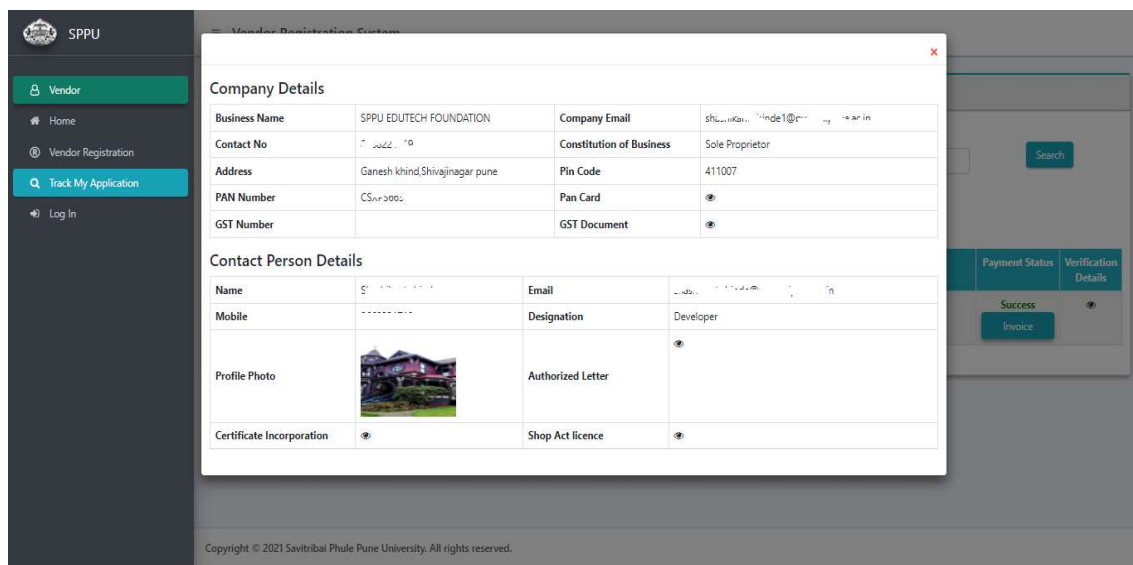 SPPU
Vendor Registration System
x
Vendor
Home
Vendor Registration
Track My Application
Log In
Search
Company Details
Business Name SPPU EDUTECH FOUNDATION Company Email
Contact No Constitution of Business Sole Proprietor
Address Ganesh khind,Shivajinagar pune Pin Code 411007
PAN Number Pan Card
GST Number GST Document
Contact Person Details
Name Email
Mobile Designation Developer
Profile Photo Authorized Letter
Certificate Incorporation Shop Act licence
Payment Status Verification Details
Success
Invoice
Copyright © 2021 Savitribai Phule Pune University. All rights reserved.